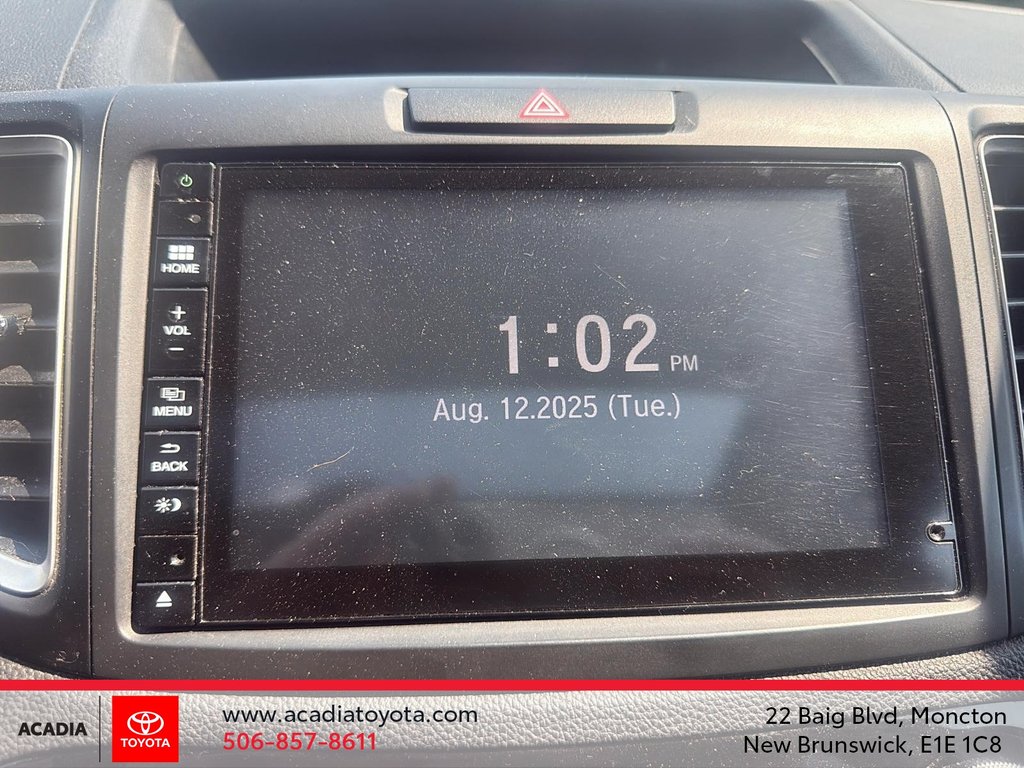 HOME
+
VOL
−
MENU
BACK
1:02 PM
Aug. 12.2025 (Tue.)
ACADIA
TOYOTA
www.acadiatoyota.com
506-857-8611
22 Baig Blvd, Moncton
New Brunswick, E1E 1C8